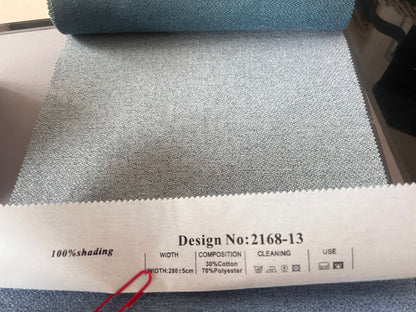 Design No:2168-13
100%shading
WIDTH COMPOSITION CLEANING USE
WIDTH:280±5cm 30%Cotton
70%Polyester